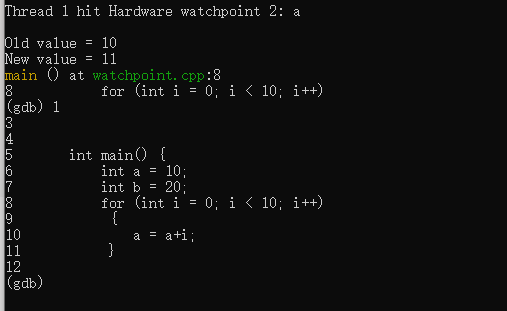 Thread 1 hit Hardware watchpoint 2: a

Old value = 10
New value = 11
main () at watchpoint.cpp:8
8           for (int i = 0; i < 10; i++)
(gdb) l
3
4
5       int main() {
6           int a = 10;
7           int b = 20;
8           for (int i = 0; i < 10; i++)
9            {
10              a = a+i;
11           }
12
(gdb)